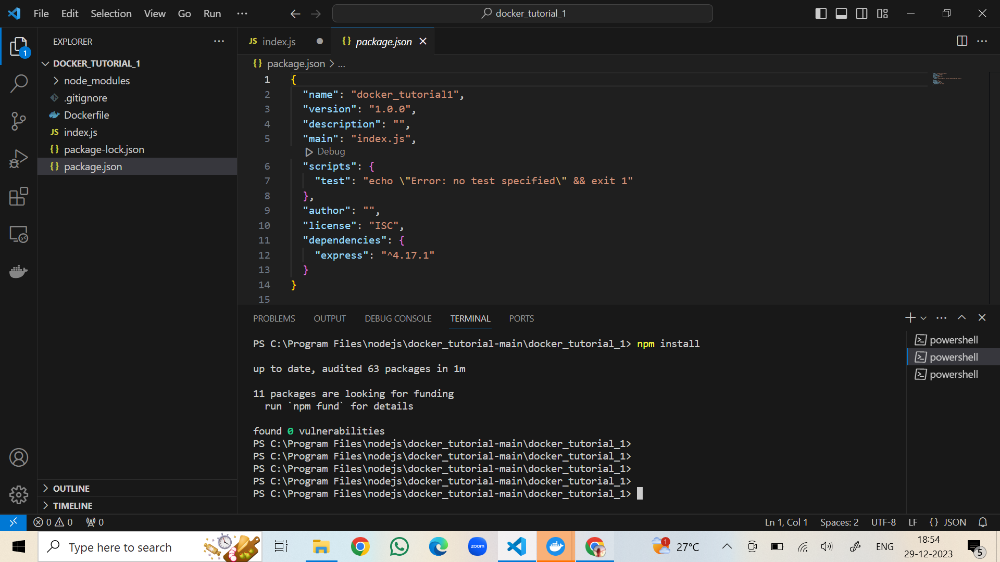 File Edit Selection View Go Run ···
docker_tutorial_1
EXPLORER ···
1
DOCKER_TUTORIAL_1
node_modules
.gitignore
Dockerfile
JS index.js
{} package-lock.json
{} package.json
OUTLINE
TIMELINE
JS index.js
{} package.json
{} package.json > ...
1 {
2 "name": "docker_tutorial1",
3 "version": "1.0.0",
4 "description": "",
5 "main": "index.js",
Debug
6 "scripts": {
7 "test": "echo \"Error: no test specified\" && exit 1"
8 },
9 "author": "",
10 "license": "ISC",
11 "dependencies": {
12 "express": "^4.17.1"
13 }
14 }
15
PROBLEMS OUTPUT DEBUG CONSOLE TERMINAL PORTS
PS C:\Program Files\nodejs\docker_tutorial-main\docker_tutorial_1> npm install
up to date, audited 63 packages in 1m
11 packages are looking for funding
run `npm fund` for details
found 0 vulnerabilities
PS C:\Program Files\nodejs\docker_tutorial-main\docker_tutorial_1>
PS C:\Program Files\nodejs\docker_tutorial-main\docker_tutorial_1>
PS C:\Program Files\nodejs\docker_tutorial-main\docker_tutorial_1>
PS C:\Program Files\nodejs\docker_tutorial-main\docker_tutorial_1>
PS C:\Program Files\nodejs\docker_tutorial-main\docker_tutorial_1>
powershell
powershell
powershell
0 0 0
Ln 1, Col 1 Spaces: 2 UTF-8 LF {} JSON
Type here to search
zoom
1
27°C
ENG
18:54
29-12-2023
5